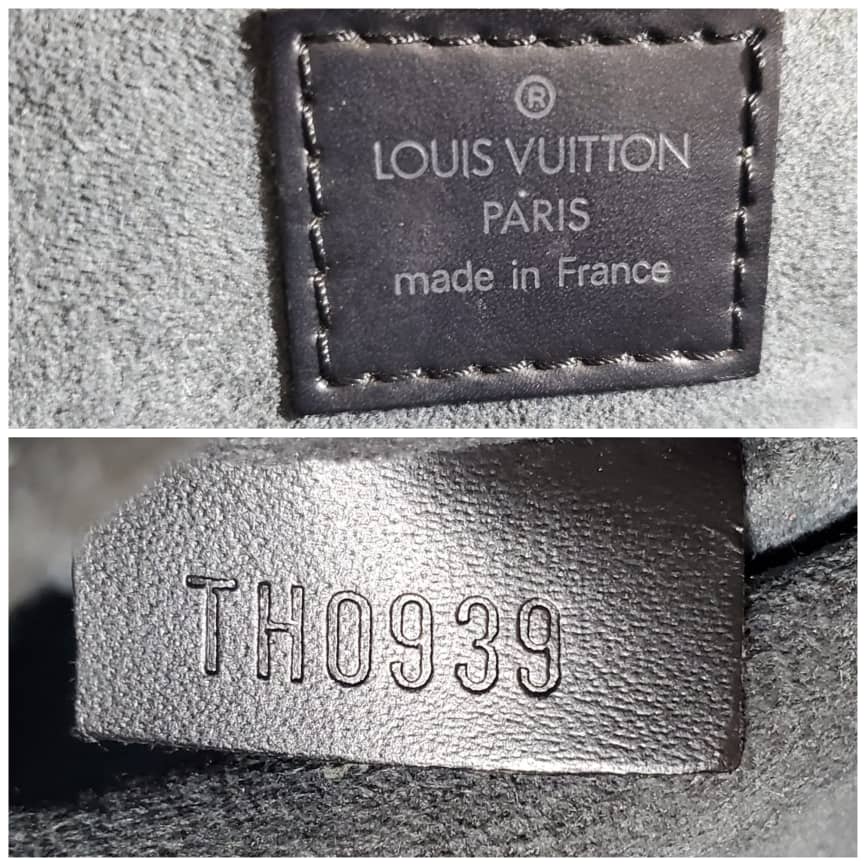 ®
LOUIS VUITTON
PARIS
made in France
TH0939